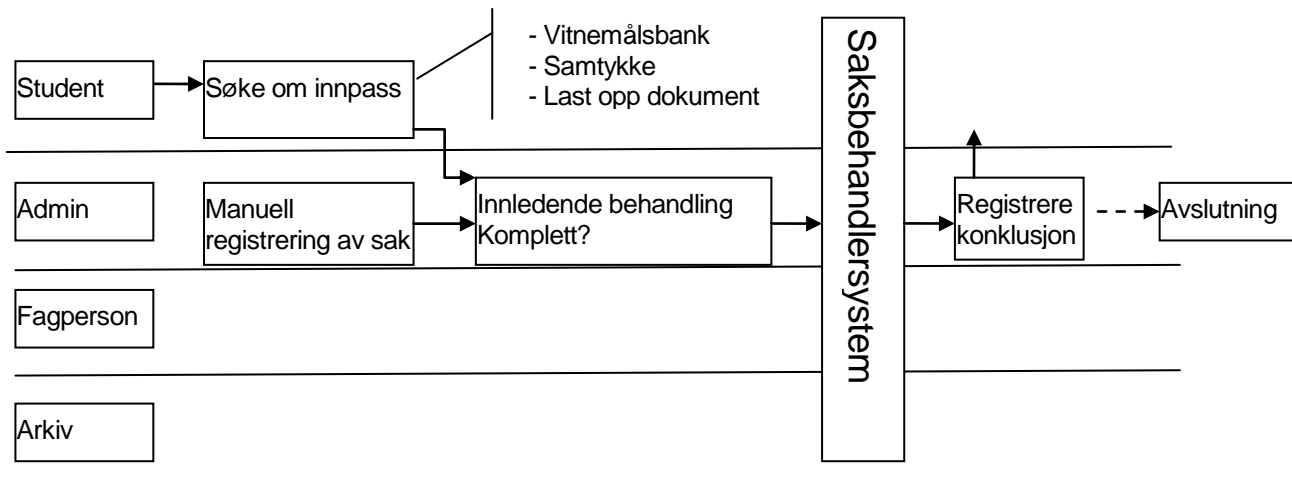 - Vitnemålsbank
- Samtykke
- Last opp dokument
Student
Søke om innpass
Saksbehandlersystem
Admin
Manuell
registrering av sak
Innledende behandling
Komplett?
Registrere
konklusjon
Avslutning
Fagperson
Arkiv